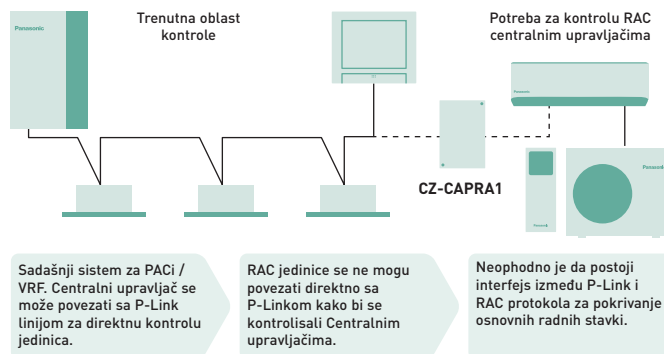 Trenutna oblast
kontrole
Potreba za kontrolu RAC
centralnim upravljačima
Panasonic
Panasonic
CZ-CAPRA1
Panasonic
Panasonic
Sadašnji sistem za PACi /
VRF. Centralni upravljač se
može povezati sa P-Link
linijom za direktnu kontrolu
jedinica.
RAC jedinice se ne mogu
povezati direktno sa
P-Linkom kako bi se
kontrolisali Centralnim
upravljačima.
Neophodno je da postoji
interfejs između P-Link i
RAC protokola za pokrivanje
osnovnih radnih stavki.